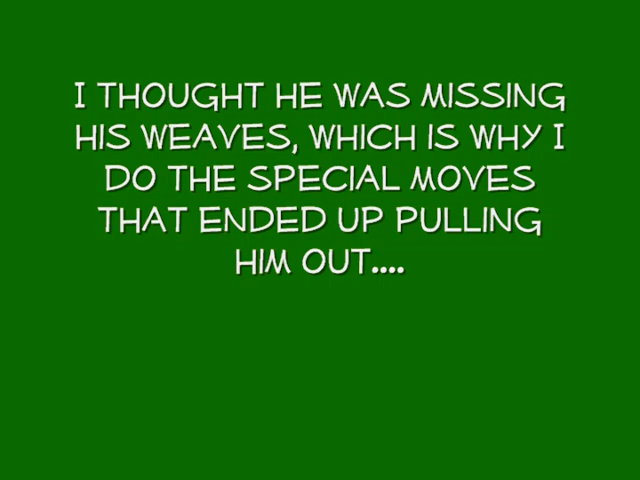 I THOUGHT HE WAS MISSING
HIS WEAVES, WHICH IS WHY I
DO THE SPECIAL MOVES
THAT ENDED UP PULLING
HIM OUT....